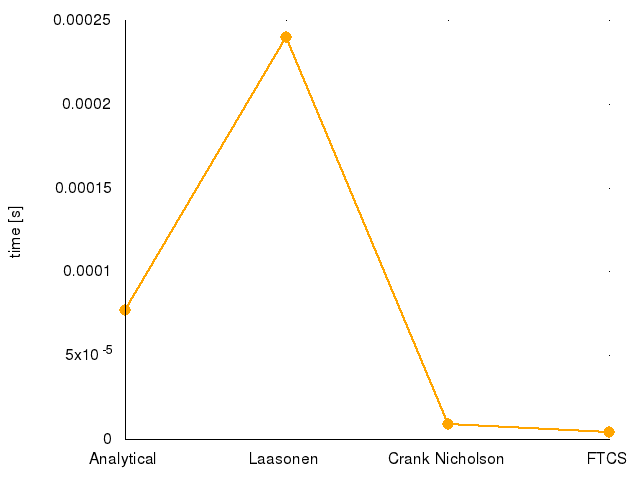 0.00025
0.0002
0.00015
time [s]
0.0001
5x10⁻⁵
0
Analytical Laasonen Crank Nicholson FTCS